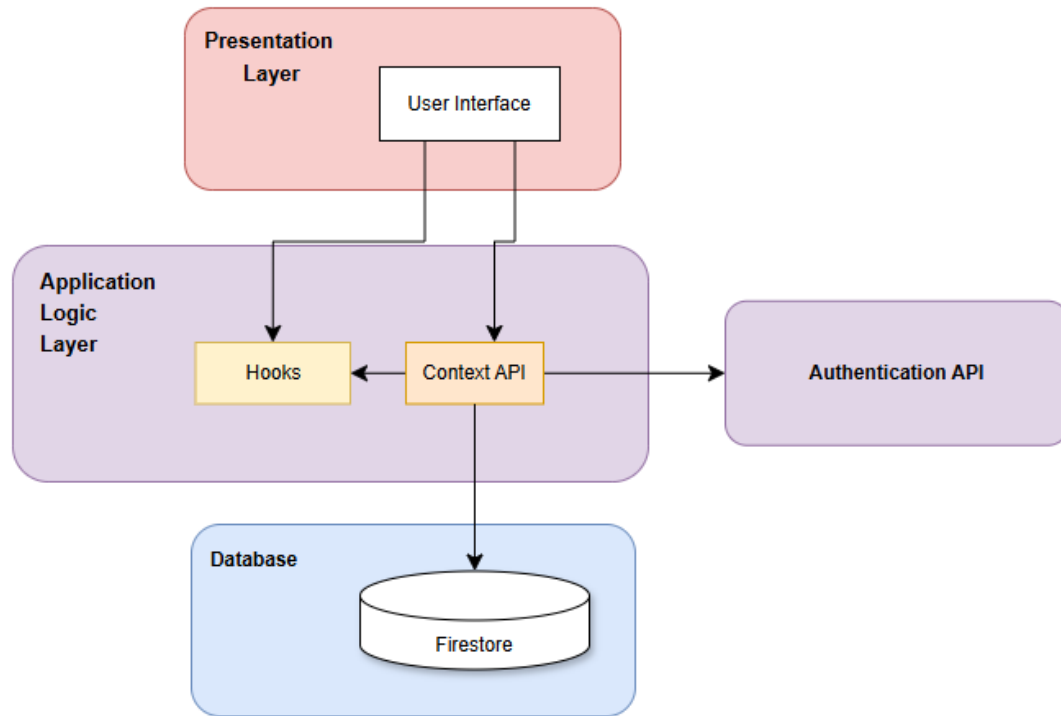 Presentation
Layer
User Interface
Application
Logic
Layer
Hooks
Context API
Authentication API
Database
Firestore